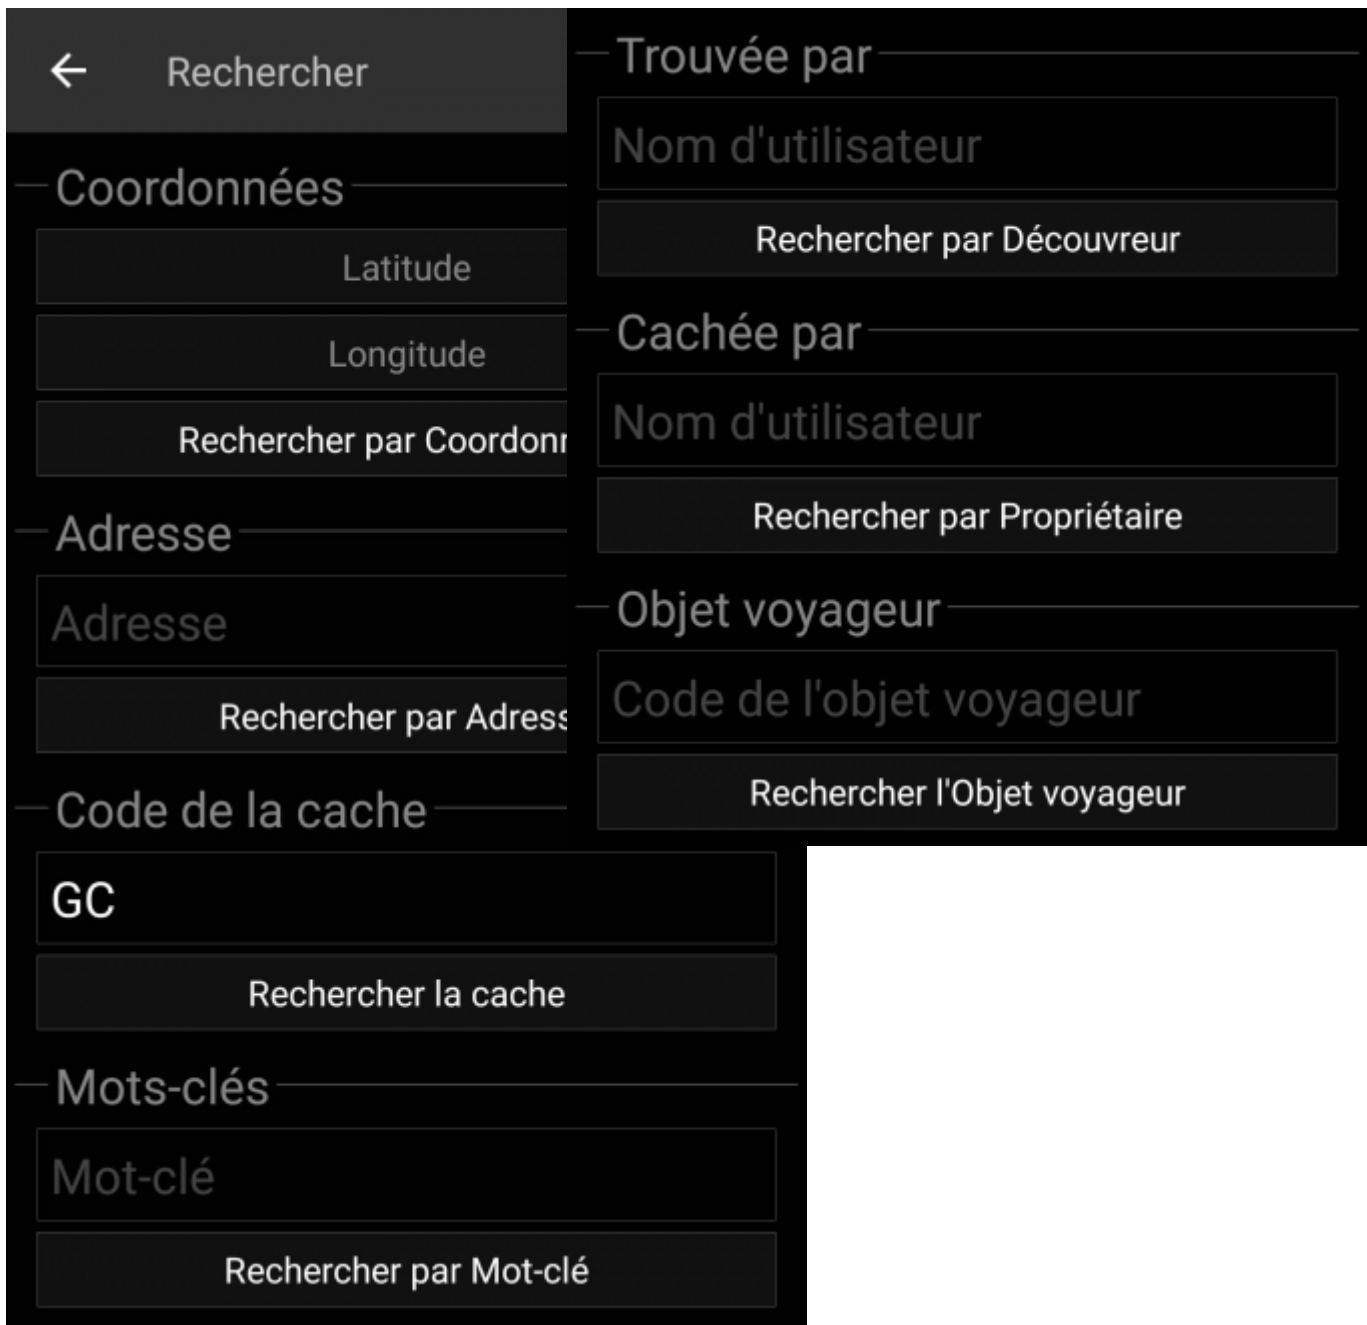 Rechercher
Coordonnées
Latitude
Longitude
Rechercher par Coordonn
Adresse
Adresse
Rechercher par Adress
Code de la cache
GC
Rechercher la cache
Mots-clés
Mot-clé
Rechercher par Mot-clé
Trouvée par
Nom d'utilisateur
Rechercher par Découvreur
Cachée par
Nom d'utilisateur
Rechercher par Propriétaire
Objet voyageur
Code de l'objet voyageur
Rechercher l'Objet voyageur